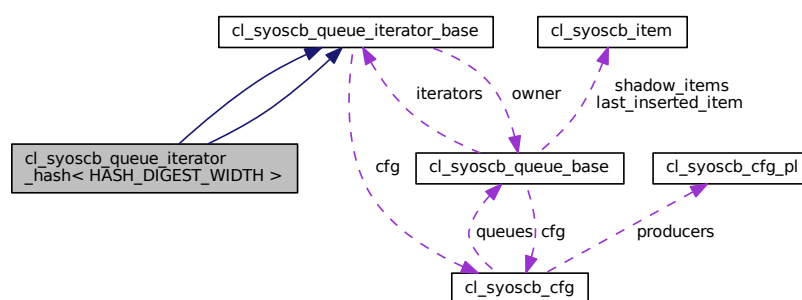 cl_syoscb_queue_iterator_base
cl_syoscb_item
iterators
owner
shadow_items
last_inserted_item
cl_syoscb_queue_iterator
_hash< HASH_DIGEST_WIDTH >
cfg
cl_syoscb_queue_base
cl_syoscb_cfg_pl
queues
cfg
producers
cl_syoscb_cfg